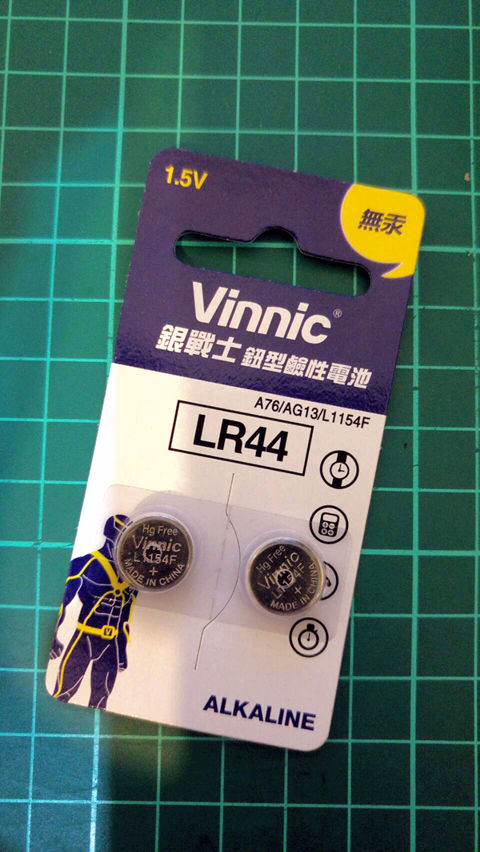 1.5V
無汞
Vinnic®
銀戰士 鈕型鹼性電池
A76/AG13/L1154F
LR44
Hg Free
Vinnic
L1154F
+
MADE IN CHINA
Hg Free
Vinnic
L1154F
+
MADE IN CHINA
V
ALKALINE